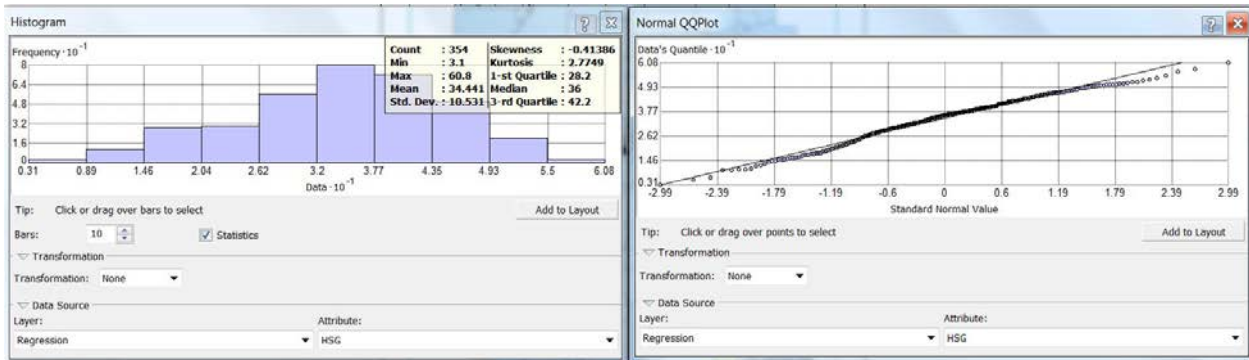 Histogram
Frequency · 10^-1
Count : 354 Skewness : -0.41386
Min : 3.1 Kurtosis : 2.7749
Max : 60.8 1-st Quartile : 28.2
Mean : 34.441 Median : 36
Std. Dev. : 10.531 3-rd Quartile : 42.2
8
6.4
4.8
3.2
1.6
0
0.31 0.89 1.46 2.04 2.62 3.2 3.77 4.35 4.93 5.5 6.08
Data · 10^-1
Tip: Click or drag over bars to select Add to Layout
Bars: 10 Statistics
Transformation
Transformation: None
Data Source
Layer: Attribute:
Regression HSG
Normal QQPlot
Data's Quantile · 10^-1
6.08
4.93
3.77
2.62
1.46
0.31
-2.99 -2.39 -1.79 -1.19 -0.6 0 0.6 1.19 1.79 2.39 2.99
Standard Normal Value
Tip: Click or drag over points to select Add to Layout
Transformation
Transformation: None
Data Source
Layer: Attribute:
Regression HSG